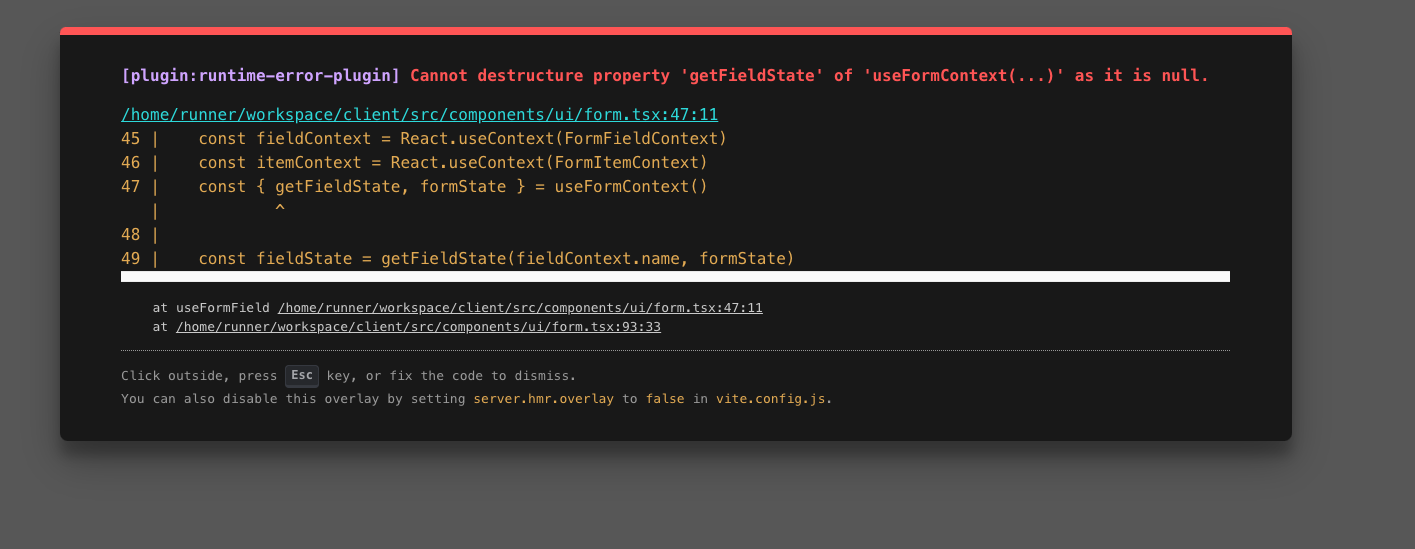 [plugin:runtime-error-plugin] Cannot destructure property 'getFieldState' of 'useFormContext(...)' as it is null.
/home/runner/workspace/client/src/components/ui/form.tsx:47:11
45 |    const fieldContext = React.useContext(FormFieldContext)
46 |    const itemContext = React.useContext(FormItemContext)
47 |    const { getFieldState, formState } = useFormContext()
   |            ^
48 |
49 |    const fieldState = getFieldState(fieldContext.name, formState)
at useFormField /home/runner/workspace/client/src/components/ui/form.tsx:47:11
at /home/runner/workspace/client/src/components/ui/form.tsx:93:33
Click outside, press Esc key, or fix the code to dismiss.
You can also disable this overlay by setting server.hmr.overlay to false in vite.config.js.